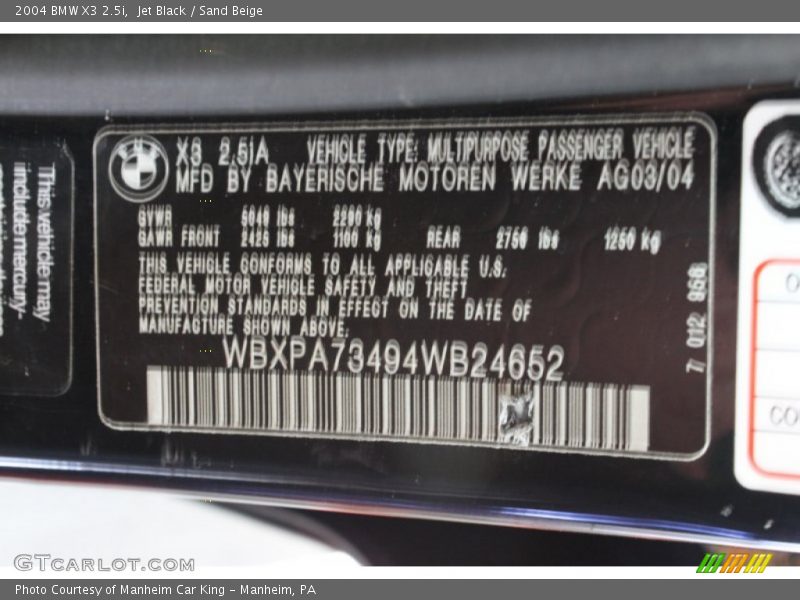 2004 BMW X3 2.5i, Jet Black / Sand Beige
X3 2.5iA VEHICLE TYPE: MULTIPURPOSE PASSENGER VEHICLE
MFD BY BAYERISCHE MOTOREN WERKE AG03/04
GVWR 5048 lbs 2290 kg
GAWR FRONT 2425 lbs 1100 kg REAR 2756 lbs 1250 kg
THIS VEHICLE CONFORMS TO ALL APPLICABLE U.S.
FEDERAL MOTOR VEHICLE SAFETY AND THEFT
PREVENTION STANDARDS IN EFFECT ON THE DATE OF
MANUFACTURE SHOWN ABOVE.
WBXPA73494WB24652
7 012 968
This vehicle may
include mercury-
GTCARLOT.COM
Photo Courtesy of Manheim Car King - Manheim, PA